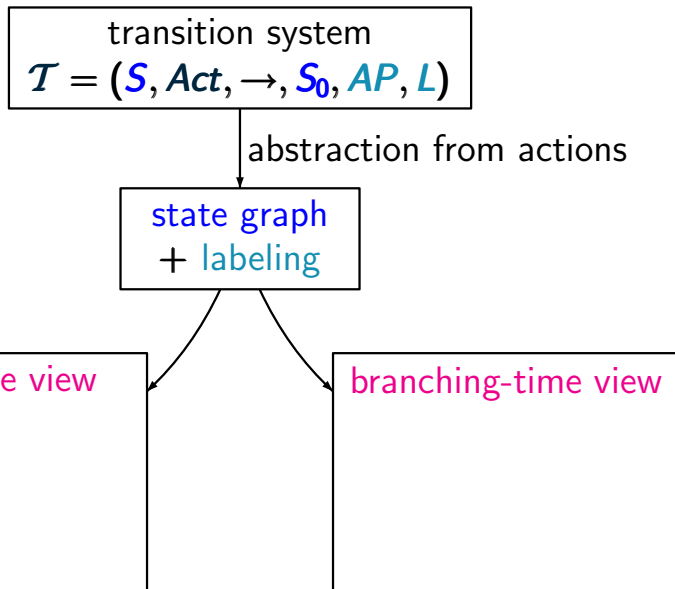 transition system
𝒯 = (S, Act, →, S₀, AP, L)
abstraction from actions
state graph
+ labeling
e view
branching-time view